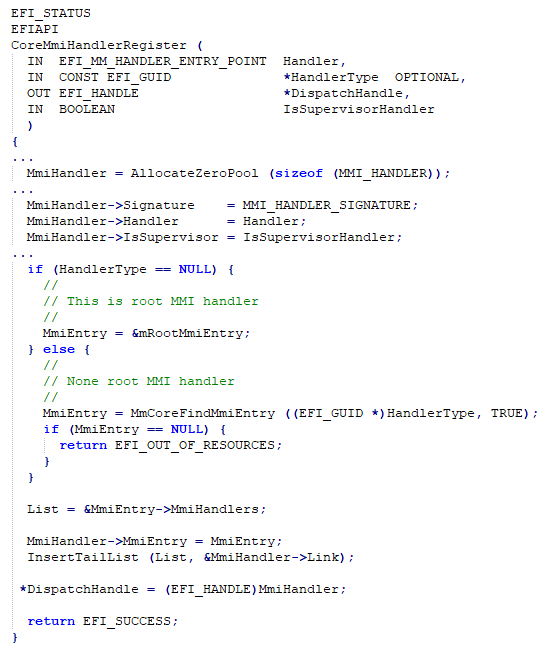 EFI_STATUS
EFIAPI
CoreMmiHandlerRegister (
  IN  EFI_MM_HANDLER_ENTRY_POINT  Handler,
  IN  CONST EFI_GUID              *HandlerType  OPTIONAL,
  OUT EFI_HANDLE                  *DispatchHandle,
  IN  BOOLEAN                     IsSupervisorHandler
  )
{
...
  MmiHandler = AllocateZeroPool (sizeof (MMI_HANDLER));
...
  MmiHandler->Signature    = MMI_HANDLER_SIGNATURE;
  MmiHandler->Handler      = Handler;
  MmiHandler->IsSupervisor = IsSupervisorHandler;
...
  if (HandlerType == NULL) {
    //
    // This is root MMI handler
    //
    MmiEntry = &mRootMmiEntry;
  } else {
    //
    // None root MMI handler
    //
    MmiEntry = MmCoreFindMmiEntry ((EFI_GUID *)HandlerType, TRUE);
    if (MmiEntry == NULL) {
      return EFI_OUT_OF_RESOURCES;
    }
  }

  List = &MmiEntry->MmiHandlers;

  MmiHandler->MmiEntry = MmiEntry;
  InsertTailList (List, &MmiHandler->Link);

 *DispatchHandle = (EFI_HANDLE)MmiHandler;

  return EFI_SUCCESS;
}